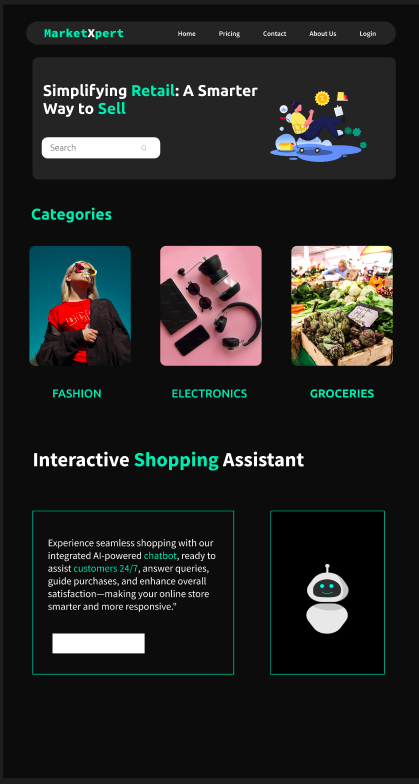 MarketXpert
Home Pricing Contact About Us Login
Simplifying Retail: A Smarter
Way to Sell
Search
Categories
FASHION ELECTRONICS GROCERIES
Interactive Shopping Assistant
Experience seamless shopping with our
integrated AI-powered chatbot, ready to
assist customers 24/7, answer queries,
guide purchases, and enhance overall
satisfaction—making your online store
smarter and more responsive."